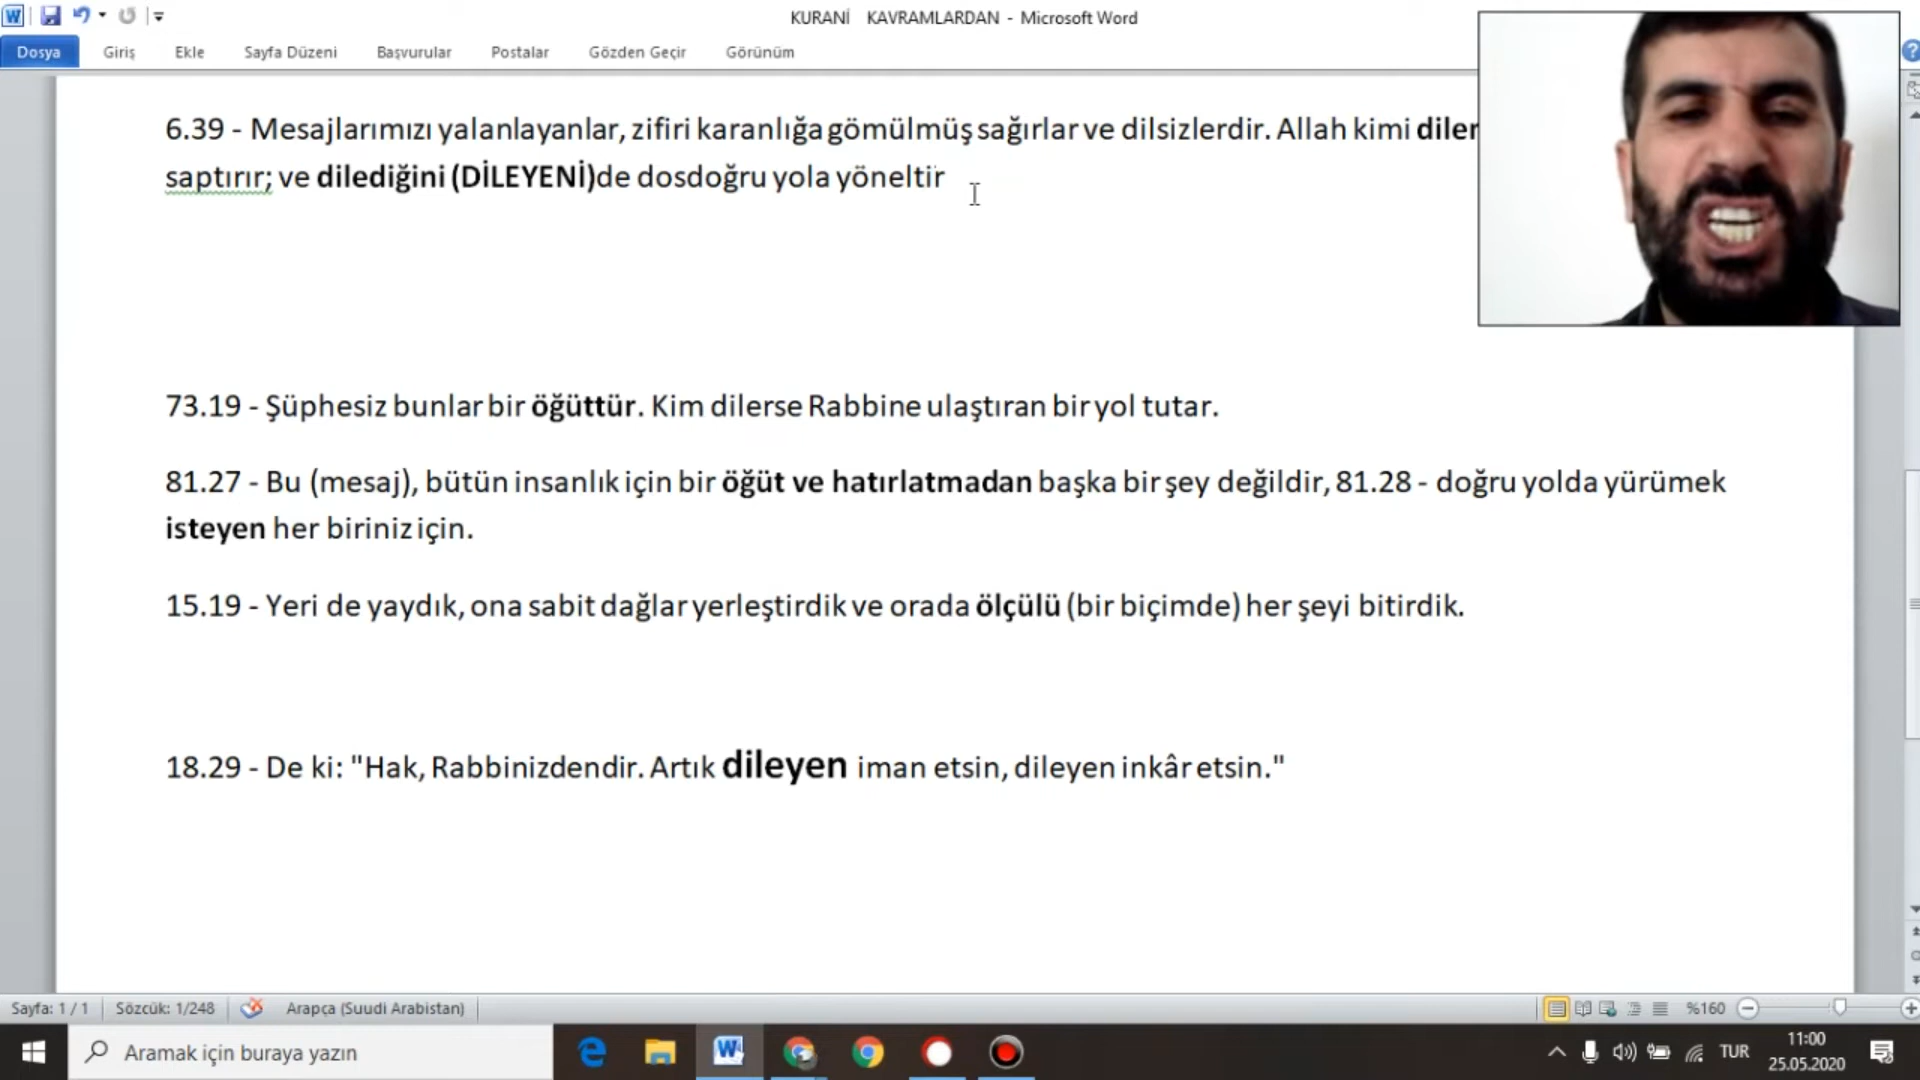 KURANİ KAVRAMLARDAN - Microsoft Word
Dosya Giriş Ekle Sayfa Düzeni Başvurular Postalar Gözden Geçir Görünüm
6.39 - Mesajlarımızı yalanlayanlar, zifiri karanlığa gömülmüş sağırlar ve dilsizlerdir. Allah kimi diler
saptırır; ve dilediğini (DİLEYENİ)de dosdoğru yola yöneltir
73.19 - Şüphesiz bunlar bir öğüttür. Kim dilerse Rabbine ulaştıran bir yol tutar.
81.27 - Bu (mesaj), bütün insanlık için bir öğüt ve hatırlatmadan başka bir şey değildir, 81.28 - doğru yolda yürümek
isteyen her biriniz için.
15.19 - Yeri de yaydık, ona sabit dağlar yerleştirdik ve orada ölçülü (bir biçimde) her şeyi bitirdik.
18.29 - De ki: "Hak, Rabbinizdendir. Artık dileyen iman etsin, dileyen inkâr etsin."
Sayfa: 1 / 1 Sözcük: 1/248 Arapça (Suudi Arabistan) %160
Aramak için buraya yazın TUR 11:00
25.05.2020